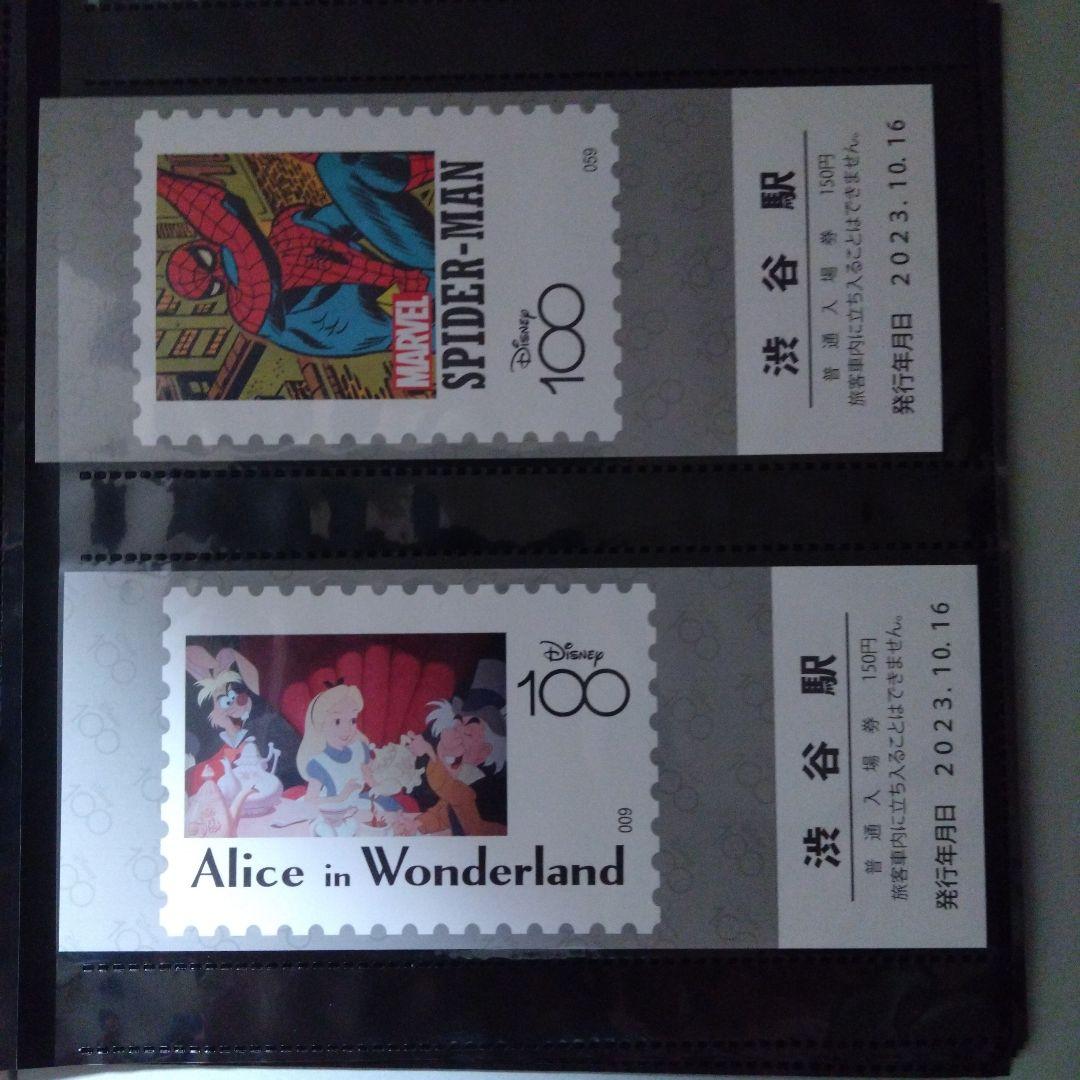 MARVEL
SPIDER-MAN
Disney
100
059
渋谷駅
普通入場券 150円
旅客車内に立ち入ることはできません。
発行年月日 2023.10.16
Disney
100
009
Alice in Wonderland
渋谷駅
普通入場券 150円
旅客車内に立ち入ることはできません。
発行年月日 2023.10.16